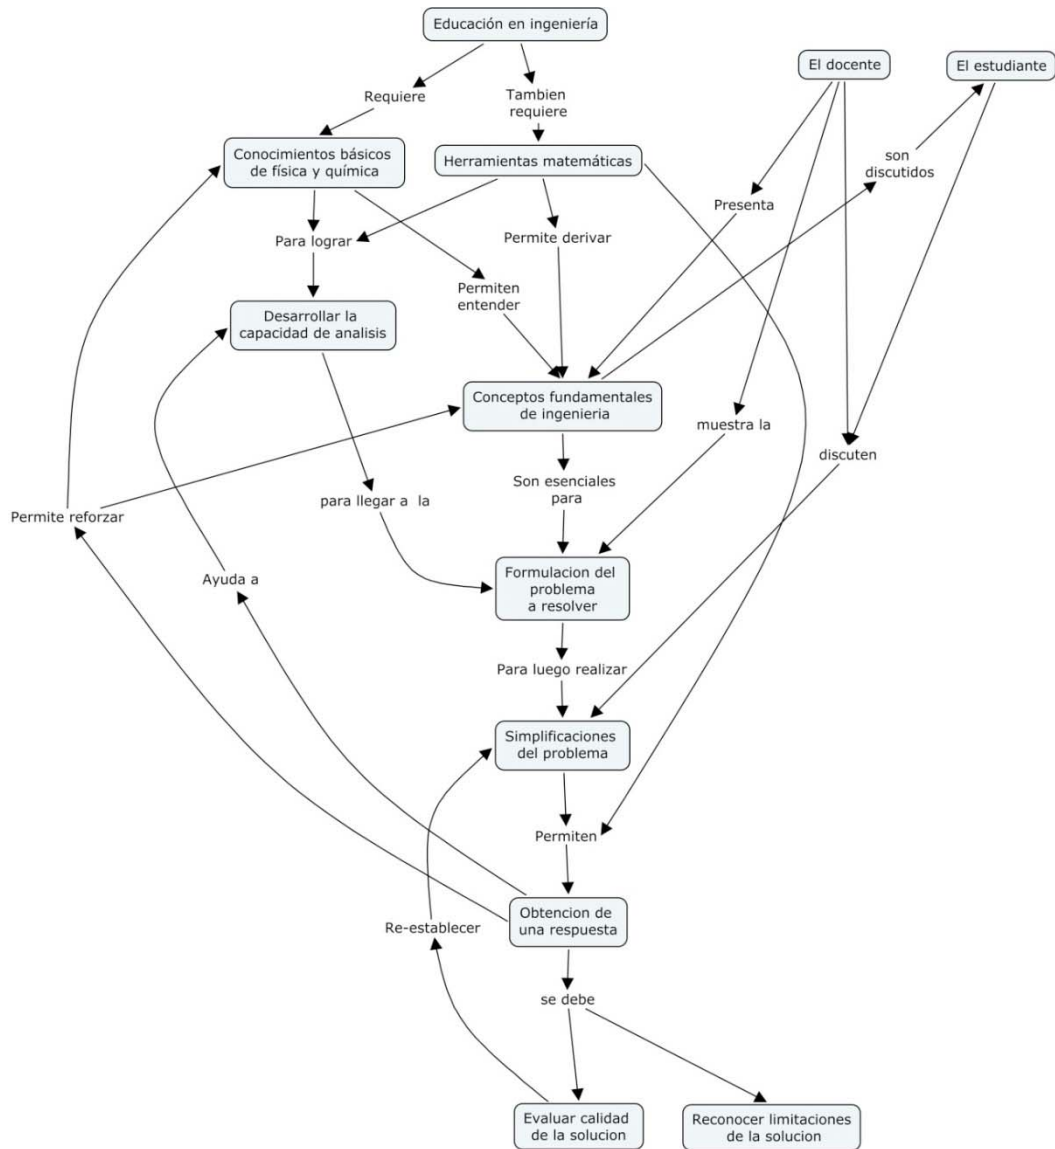 Educación en ingeniería
El docente
El estudiante
Requiere
Tambien
requiere
Conocimientos básicos
de física y química
Herramientas matemáticas
son
discutidos
Presenta
Para lograr
Permite derivar
Permiten
entender
Desarrollar la
capacidad de analisis
Conceptos fundamentales
de ingenieria
muestra la
discuten
Son esenciales
para
para llegar a  la
Permite reforzar
Formulacion del
problema
a resolver
Ayuda a
Para luego realizar
Simplificaciones
del problema
Permiten
Obtencion de
una respuesta
Re-establecer
se debe
Evaluar calidad
de la solucion
Reconocer limitaciones
de la solucion